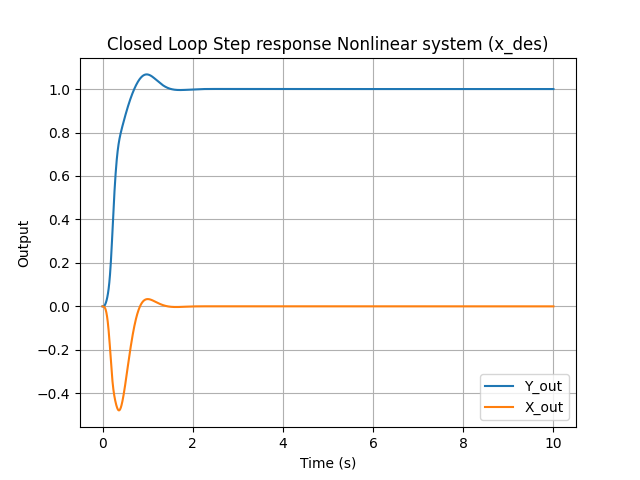 Closed Loop Step response Nonlinear system (x_des)
1.0
0.8
0.6
0.4
0.2
0.0
−0.2
−0.4
Output
0 2 4 6 8 10
Time (s)
Y_out
X_out